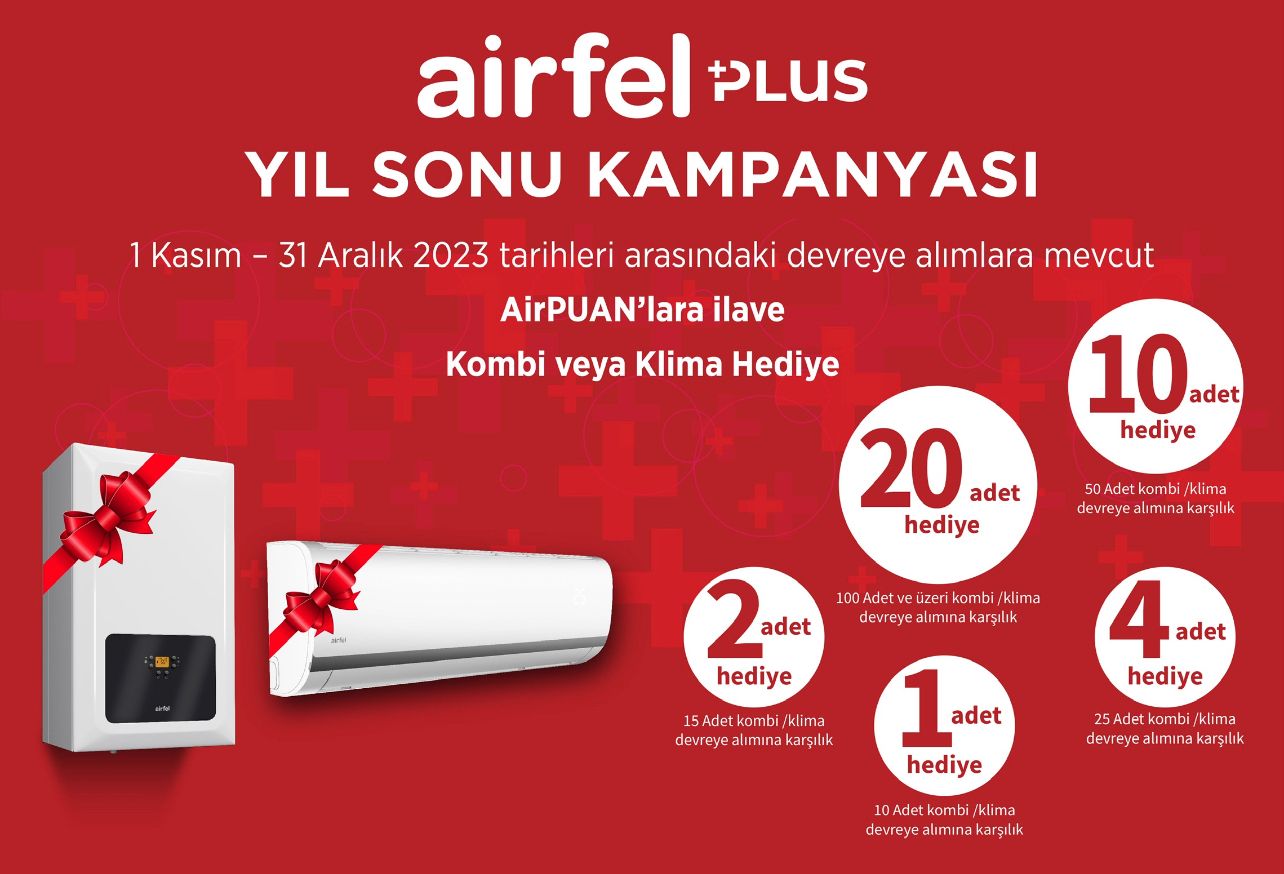 airfel PLUS
YIL SONU KAMPANYASI
1 Kasım – 31 Aralık 2023 tarihleri arasındaki devreye alımlara mevcut
AirPUAN’lara ilave
Kombi veya Klima Hediye
10 adet
hediye
50 Adet kombi /klima
devreye alımına karşılık
20 adet
hediye
100 Adet ve üzeri kombi /klima
devreye alımına karşılık
2 adet
hediye
15 Adet kombi /klima
devreye alımına karşılık
4 adet
hediye
25 Adet kombi /klima
devreye alımına karşılık
1 adet
hediye
10 Adet kombi /klima
devreye alımına karşılık
airfel
airfel